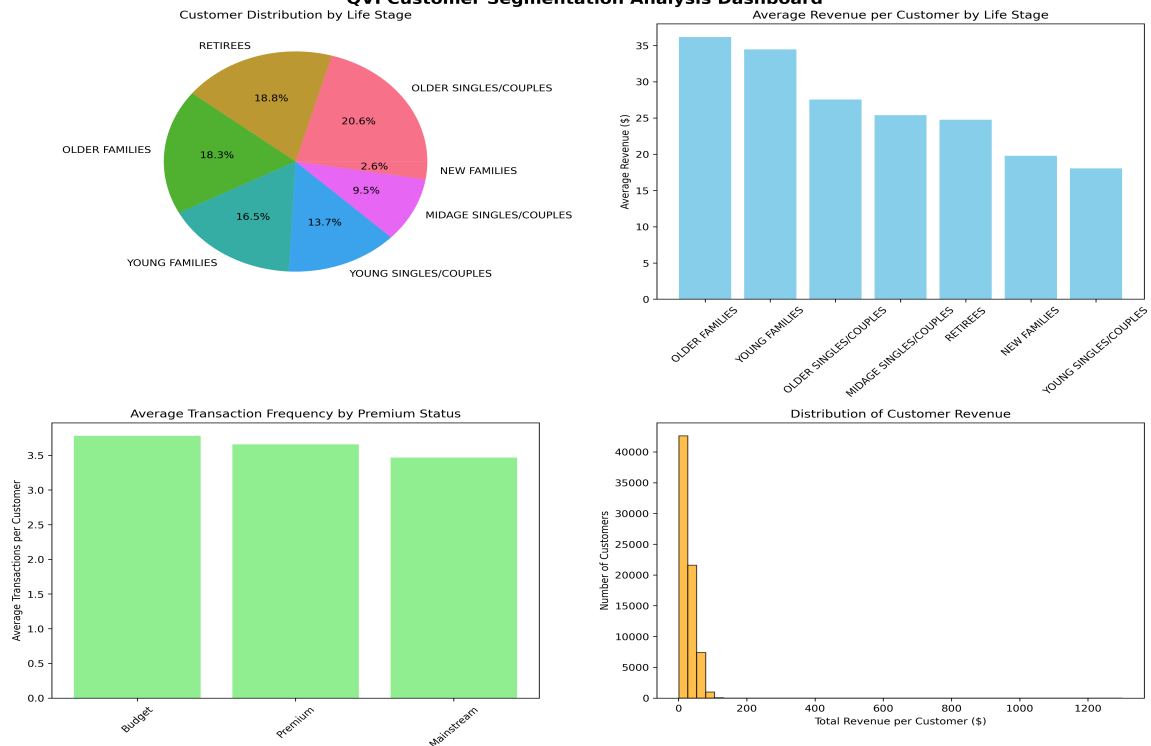 QVI Customer Segmentation Analysis Dashboard
Customer Distribution by Life Stage
RETIREES
OLDER SINGLES/COUPLES
18.8%
20.6%
OLDER FAMILIES
18.3%
2.6%
NEW FAMILIES
9.5%
MIDAGE SINGLES/COUPLES
16.5%
13.7%
YOUNG FAMILIES
YOUNG SINGLES/COUPLES
Average Revenue per Customer by Life Stage
Average Revenue ($)
35
30
25
20
15
10
5
0
OLDER FAMILIES
YOUNG FAMILIES
OLDER SINGLES/COUPLES
MIDAGE SINGLES/COUPLES
RETIREES
NEW FAMILIES
YOUNG SINGLES/COUPLES
Average Transaction Frequency by Premium Status
Average Transactions per Customer
3.5
3.0
2.5
2.0
1.5
1.0
0.5
0.0
Budget
Premium
Mainstream
Distribution of Customer Revenue
Number of Customers
40000
35000
30000
25000
20000
15000
10000
5000
0
0
200
400
600
800
1000
1200
Total Revenue per Customer ($)